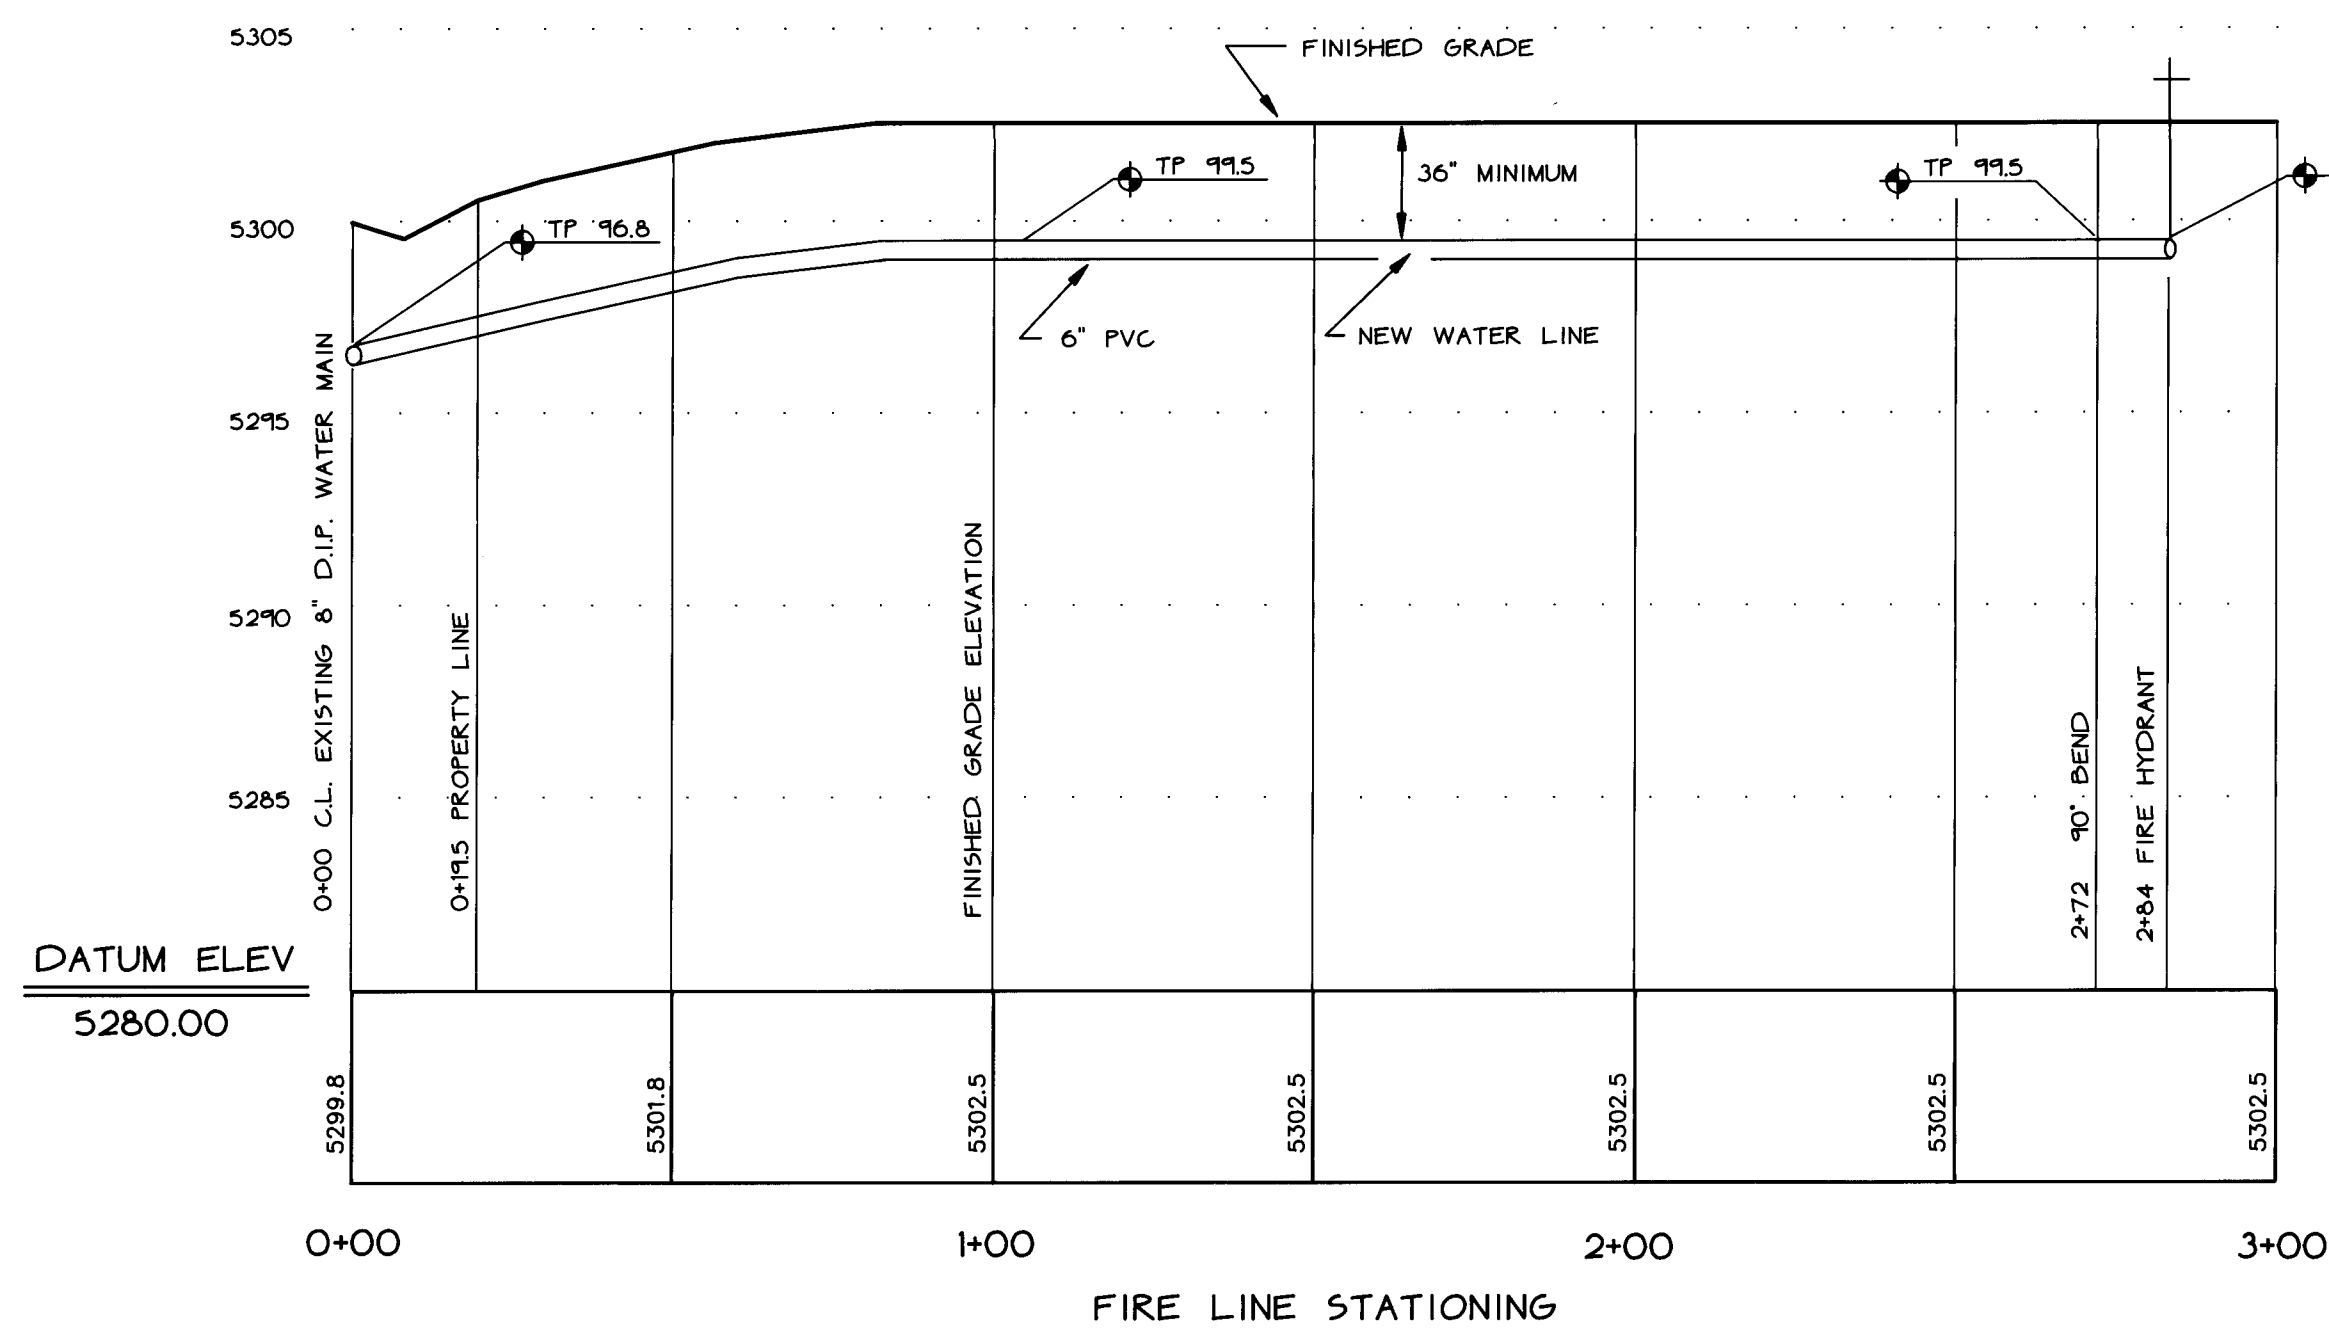 5305
FINISHED GRADE
TP 99.5
36" MINIMUM
TP 99.5
5300
TP 96.8
6" PVC
NEW WATER LINE
5295
5290
5285
0+00 C.L. EXISTING 8" D.I.P. WATER MAIN
0+19.5 PROPERTY LINE
FINISHED GRADE ELEVATION
2+72 90° BEND
2+84 FIRE HYDRANT
DATUM ELEV
5280.00
5299.8
5301.8
5302.5
5302.5
5302.5
5302.5
5302.5
0+00
1+00
2+00
3+00
FIRE LINE STATIONING